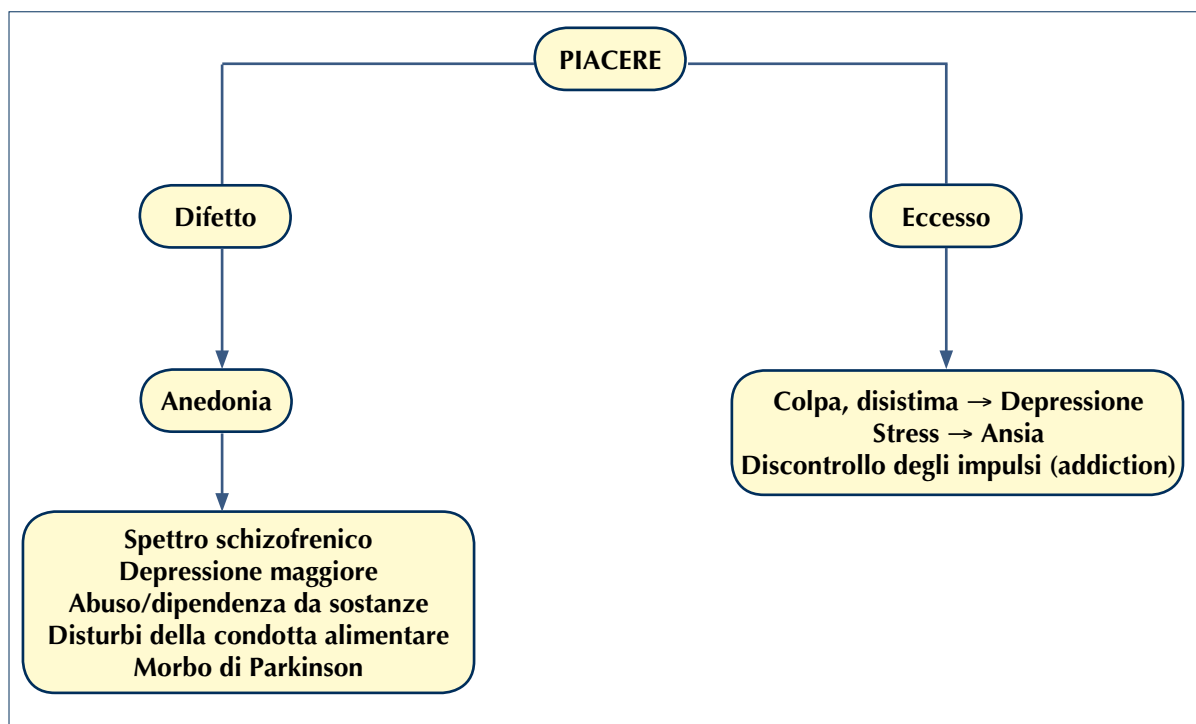 PIACERE
Difetto
Eccesso
Anedonia
Colpa, disistima → Depressione
Stress → Ansia
Discontrollo degli impulsi (addiction)
Spettro schizofrenico
Depressione maggiore
Abuso/dipendenza da sostanze
Disturbi della condotta alimentare
Morbo di Parkinson